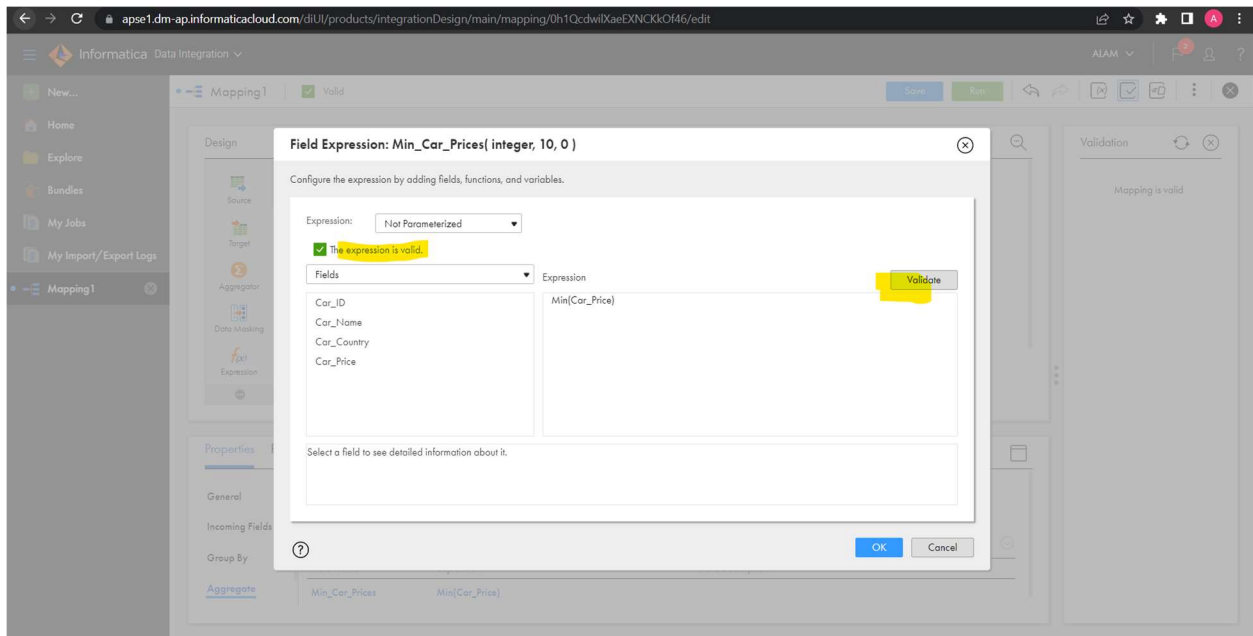 apse1.dm-ap.informaticacloud.com/diUI/products/integrationDesign/main/mapping/0h1QcdwilXaeEXNCKkOf46/edit
A
Informatica Data Integration
ALAM
2
?
New...
Mapping1
Valid
Save
Run
Home
Explore
Bundles
My Jobs
My Import/Export Logs
Mapping1
Design
Source
Target
Aggregator
Data Masking
Expression
Validation
Mapping is valid
Field Expression: Min_Car_Prices( integer, 10, 0 )
Configure the expression by adding fields, functions, and variables.
Expression:
Not Parameterized
The expression is valid.
Fields
Expression
Validate
Car_ID
Car_Name
Car_Country
Car_Price
Min(Car_Price)
Select a field to see detailed information about it.
?
OK
Cancel
Properties
General
Incoming Fields
Group By
Aggregate
Min_Car_Prices
Min(Car_Price)